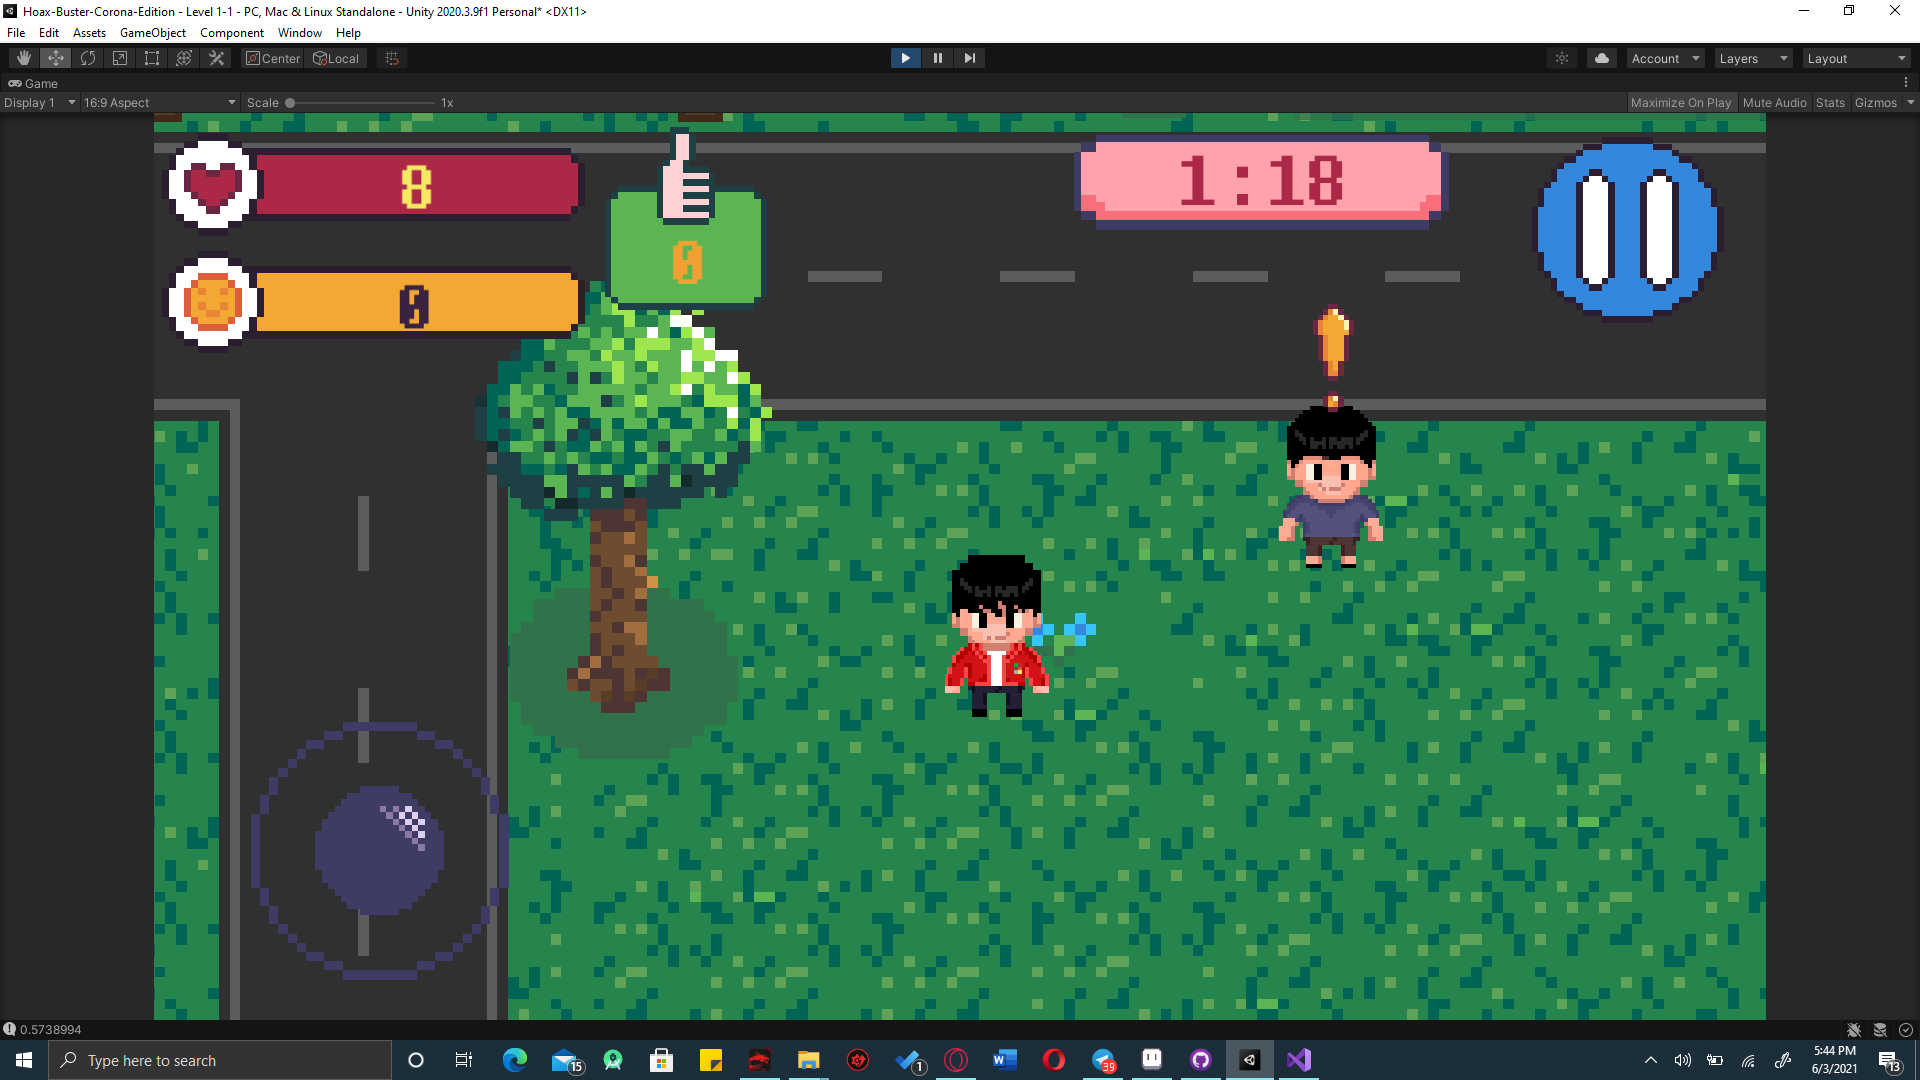 Hoax-Buster-Corona-Edition - Level 1-1 - PC, Mac & Linux Standalone - Unity 2020.3.9f1 Personal* <DX11>
File Edit Assets GameObject Component Window Help
Center Local Account Layers Layout
Game
Display 1 16:9 Aspect Scale 1x Maximize On Play Mute Audio Stats Gizmos
8 1:18
0
0
0.5738994
Type here to search 15 1 39 5:44 PM
6/3/2021 13